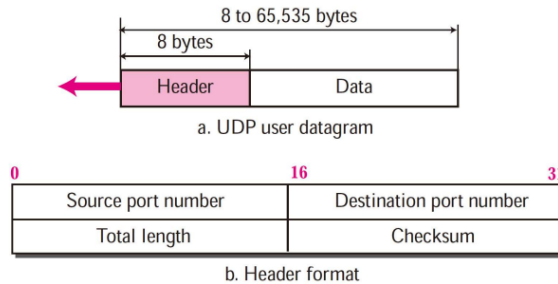 8 to 65,535 bytes
8 bytes
Header Data
a. UDP user datagram
0 16
Source port number Destination port number
Total length Checksum
b. Header format